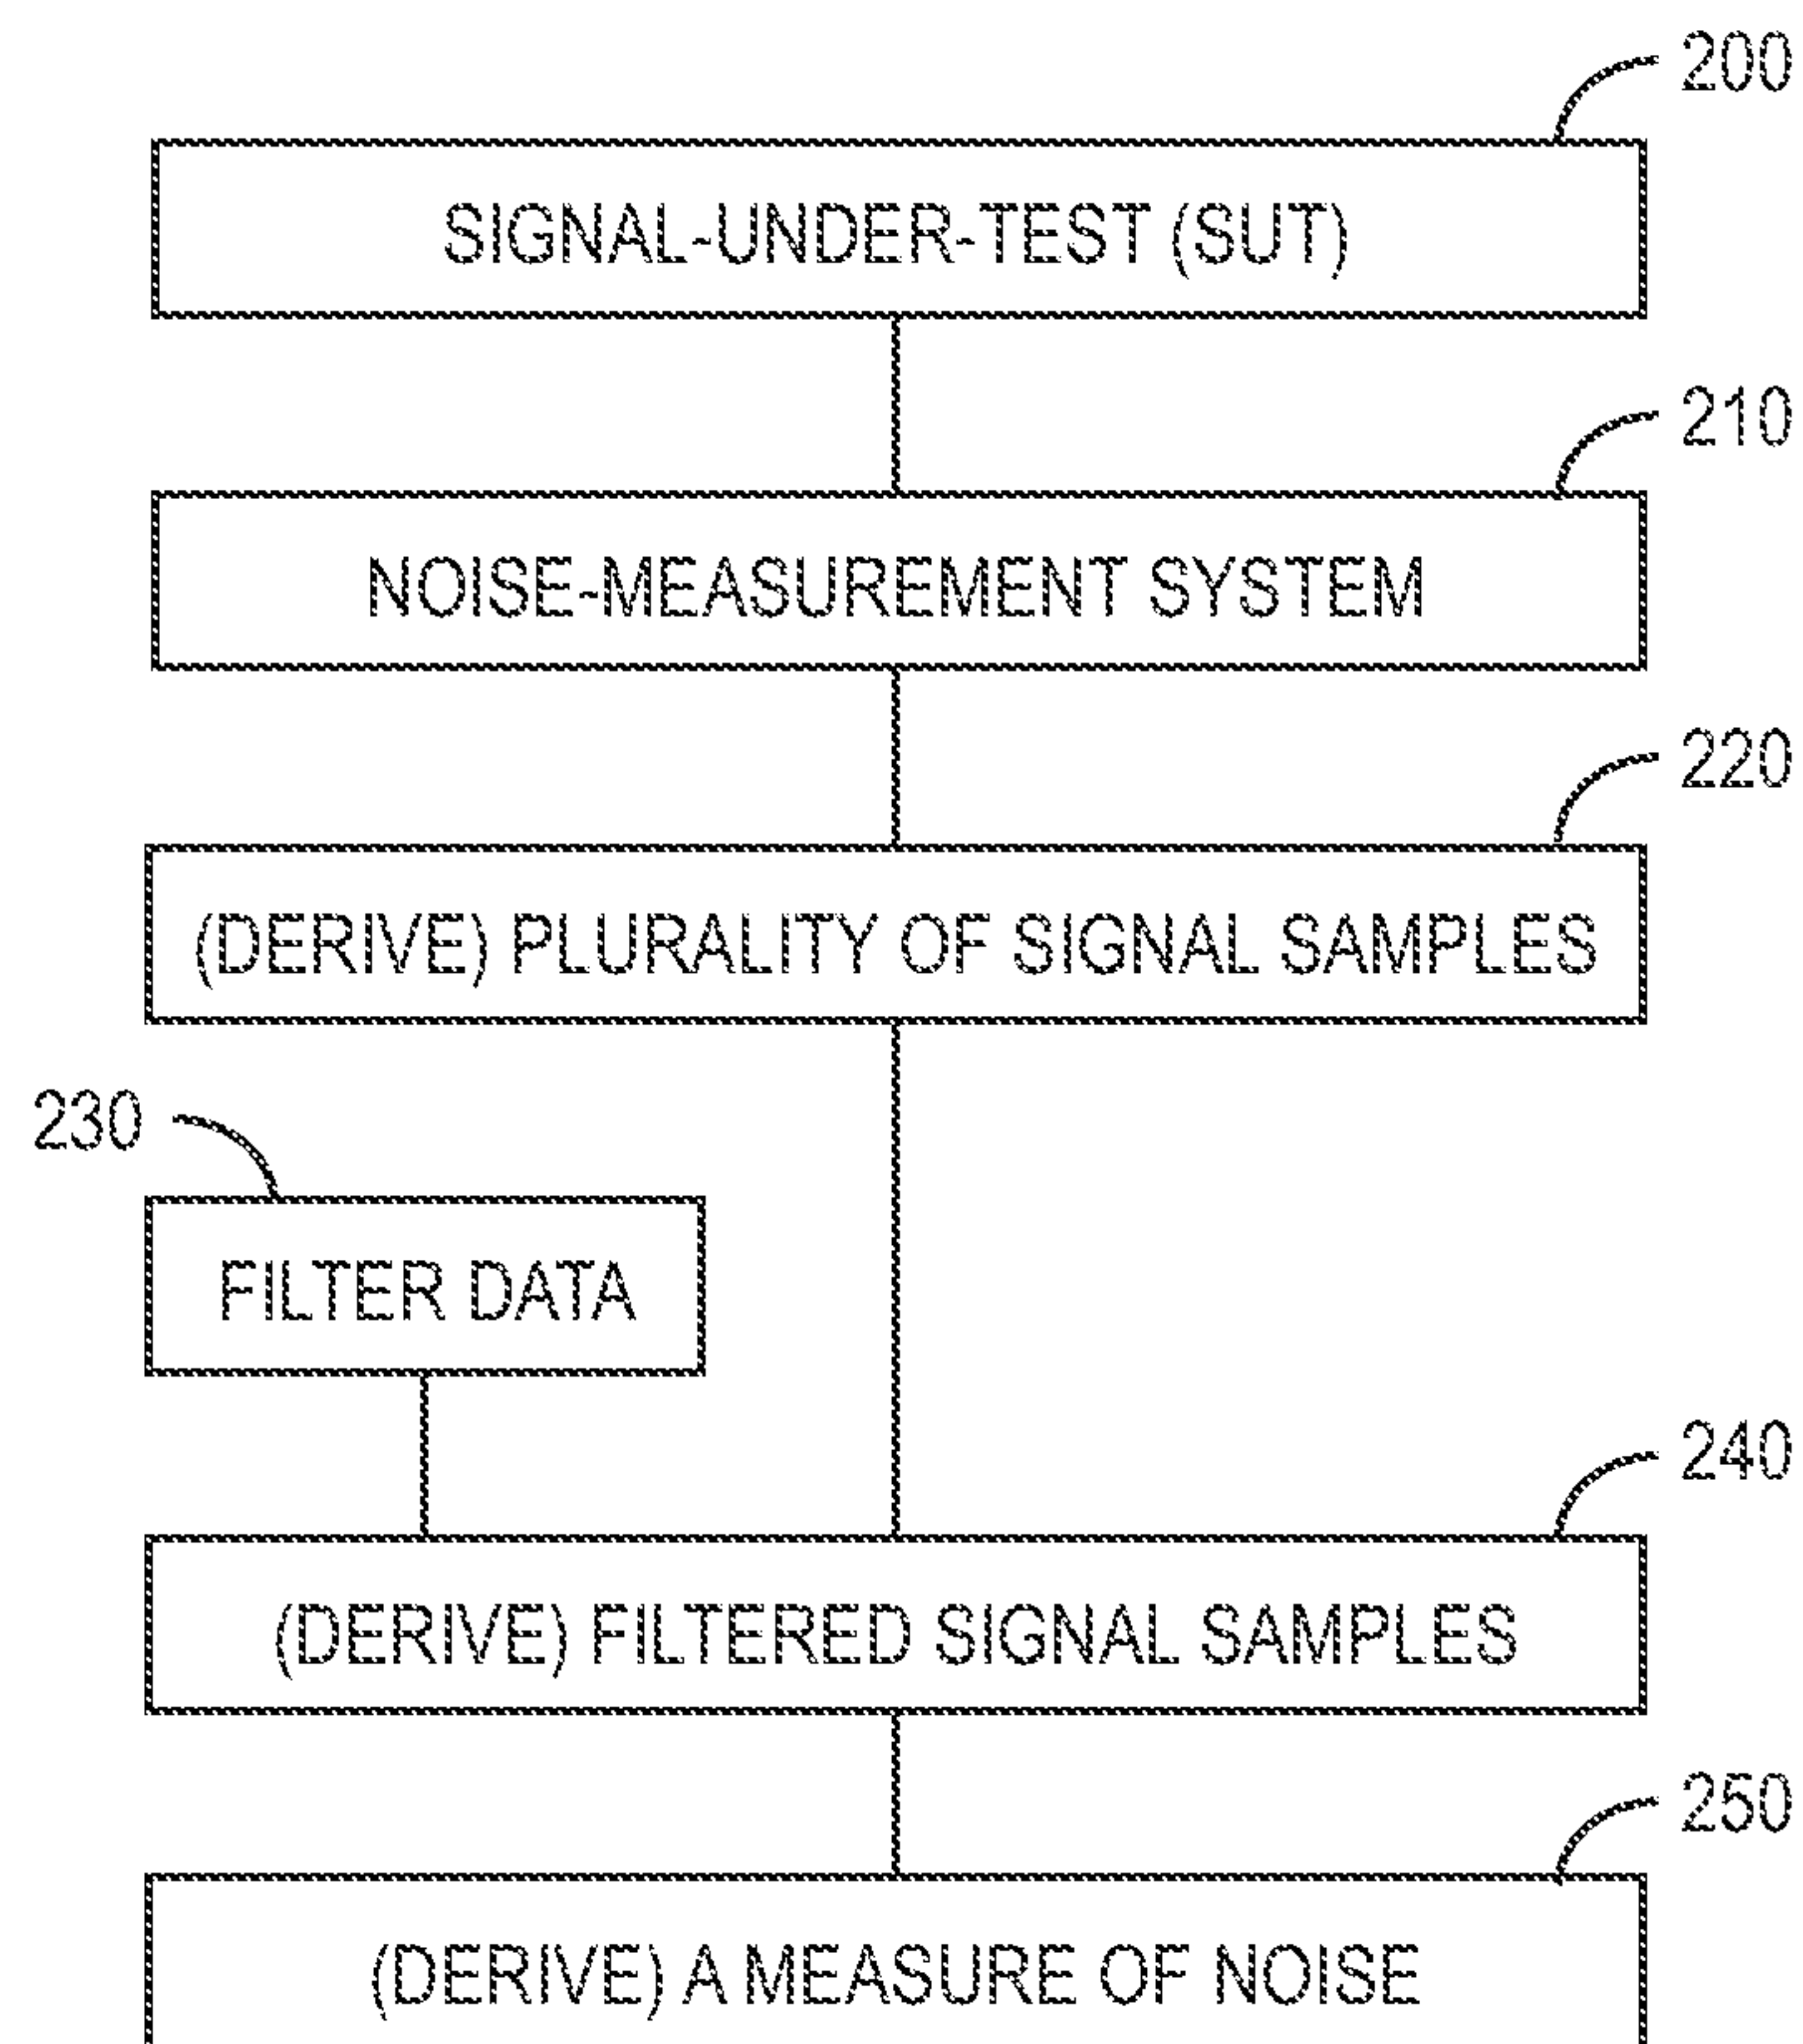 200
SIGNAL-UNDER-TEST (SUT)
210
NOISE-MEASUREMENT SYSTEM
220
(DERIVE) PLURALITY OF SIGNAL SAMPLES
230
FILTER DATA
240
(DERIVE) FILTERED SIGNAL SAMPLES
250
(DERIVE) A MEASURE OF NOISE